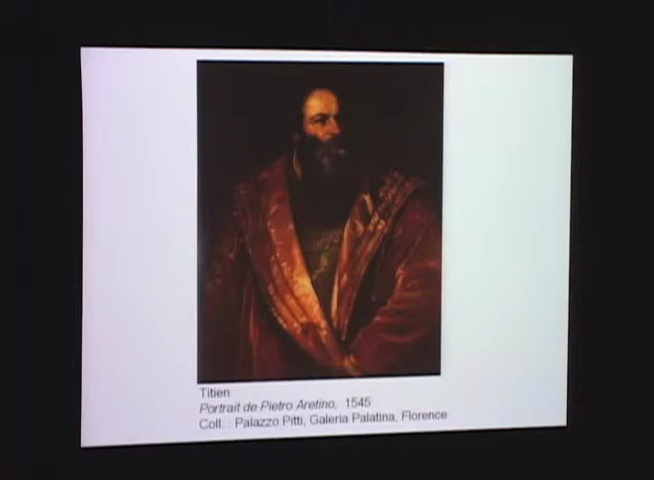 Titien
Portrait de Pietro Aretino, 1545
Coll. : Palazzo Pitti, Galeria Palatina, Florence